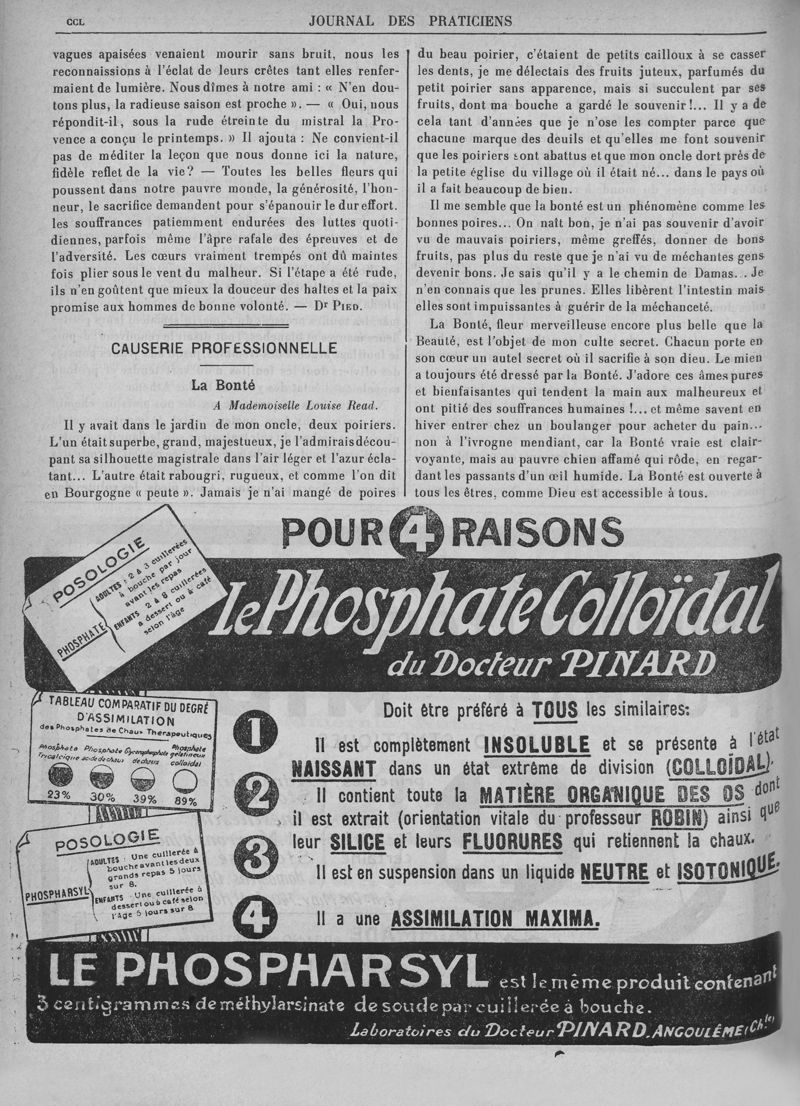 CCL
JOURNAL DES PRATICIENS
vagues apaisées venaient mourir sans bruit, nous les
reconnaissions à l'éclat de leurs crêtes tant elles renfer-
maient de lumière. Nous dîmes à notre ami : « N'en dou-
tons plus, la radieuse saison est proche ». — « Oui, nous
répondit-il, sous la rude étreinte du mistral la Pro-
vence a conçu le printemps. » Il ajouta : Ne convient-il
pas de méditer la leçon que nous donne ici la nature,
fidèle reflet de la vie? — Toutes les belles fleurs qui
poussent dans notre pauvre monde, la générosité, l'hon-
neur, le sacrifice demandent pour s'épanouir le dur effort.
les souffrances patiemment endurées des luttes quoti-
diennes, parfois même l'âpre rafale des épreuves et de
l'adversité. Les cœurs vraiment trempés ont dû maintes
fois plier sous le vent du malheur. Si l'étape a été rude,
ils n'en goûtent que mieux la douceur des haltes et la paix
promise aux hommes de bonne volonté. — Dr PIED.
CAUSERIE PROFESSIONNELLE
La Bonté
A Mademoiselle Louise Read.
Il y avait dans le jardin de mon oncle, deux poiriers.
L'un était superbe, grand, majestueux, je l'admirais décou-
pant sa silhouette magistrale dans l'air léger et l'azur écla-
tant... L'autre était rabougri, rugueux, et comme l'on dit
en Bourgogne « peute ». Jamais je n'ai mangé de poires
du beau poirier, c'étaient de petits cailloux à se casser
les dents, je me délectais des fruits juteux, parfumés du
petit poirier sans apparence, mais si succulent par ses
fruits, dont ma bouche a gardé le souvenir!... Il y a de
cela tant d'années que je n'ose les compter parce que
chacune marque des deuils et qu'elles me font souvenir
que les poiriers sont abattus et que mon oncle dort près de
la petite église du village où il était né... dans le pays où
il a fait beaucoup de bien.
Il me semble que la bonté est un phénomène comme les
bonnes poires... On naît bon, je n'ai pas souvenir d'avoir
vu de mauvais poiriers, même greffés, donner de bons
fruits, pas plus du reste que je n'ai vu de méchantes gens
devenir bons. Je sais qu'il y a le chemin de Damas... Je
n'en connais que les prunes. Elles libèrent l'intestin mais
elles sont impuissantes à guérir de la méchanceté.
La Bonté, fleur merveilleuse encore plus belle que la
Beauté, est l'objet de mon culte secret. Chacun porte en
son cœur un autel secret où il sacrifie à son dieu. Le mien
a toujours été dressé par la Bonté. J'adore ces âmes pures
et bienfaisantes qui tendent la main aux malheureux et
ont pitié des souffrances humaines !... et même savent en
hiver entrer chez un boulanger pour acheter du pain...
non à l'ivrogne mendiant, car la Bonté vraie est clair-
voyante, mais au pauvre chien affamé qui rôde, en regar-
dant les passants d'un œil humide. La Bonté est ouverte à
tous les êtres, comme Dieu est accessible à tous.
POUR 4 RAISONS
POSOLOGIE
PHOSPHATE
ADULTES : 2 à 3 cuillerées
à bouche par jour
avant les repas
ENFANTS 2 à 8 cuillerées
à dessert ou à café
selon l'âge
Le Phosphate Colloïdal
du Docteur PINARD
TABLEAU COMPARATIF DU DEGRÉ
D'ASSIMILATION
des Phosphates de Chaux Thérapeutiques
Phosphate Tricalcique
Phosphate acide de chaux
Glycérophosphate de chaux
Phosphate gélatineux colloïdal
23% 30% 39% 89%
POSOLOGIE
PHOSPHARSYL
ADULTES : Une cuillerée à
bouche avant les deux
grands repas 5 jours
sur 8.
ENFANTS : Une cuillerée à
dessert ou à café selon
l'âge 5 jours sur 8
Doit être préféré à TOUS les similaires:
1 Il est complètement INSOLUBLE et se présente à l'état
NAISSANT dans un état extrême de division (COLLOÏDAL).
2 Il contient toute la MATIÈRE ORGANIQUE DES OS dont
il est extrait (orientation vitale du professeur ROBIN) ainsi que
leur SILICE et leurs FLUORURES qui retiennent la chaux.
3 Il est en suspension dans un liquide NEUTRE et ISOTONIQUE.
4 Il a une ASSIMILATION MAXIMA.
LE PHOSPHARSYL est le même produit contenant
3 centigrammes de méthylarsinate de soude par cuillerée à bouche.
Laboratoires du Docteur PINARD. ANGOULÊME (Chte)